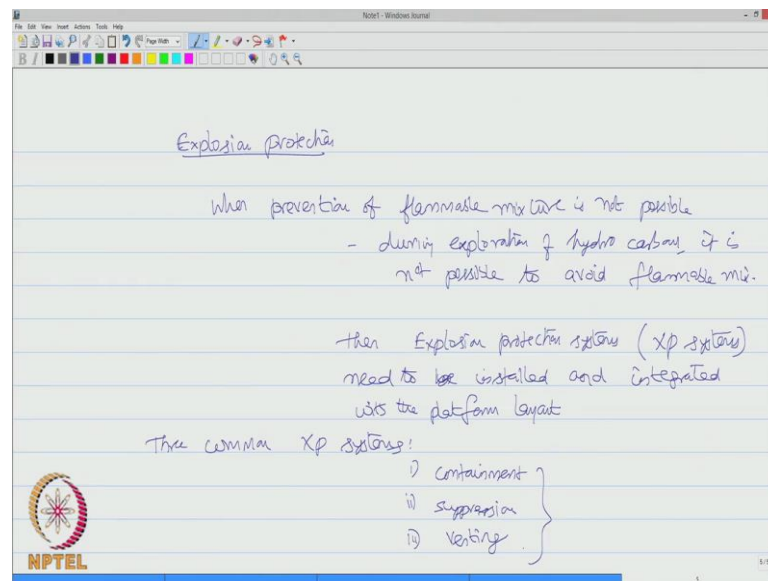 Note1 - Windows Journal
File Edit View Insert Actions Tools Help
Page Width
B I
Explosion protection
When prevention of flammable mixture is not possible
- during exploration of hydro carbons, it is
not possible to avoid flammable mix.
then Explosion protection systems (XP systems)
need to be installed and integrated
with the platform layout
Three common XP systems:
i) containment
ii) suppression
iii) venting
NPTEL
5/5